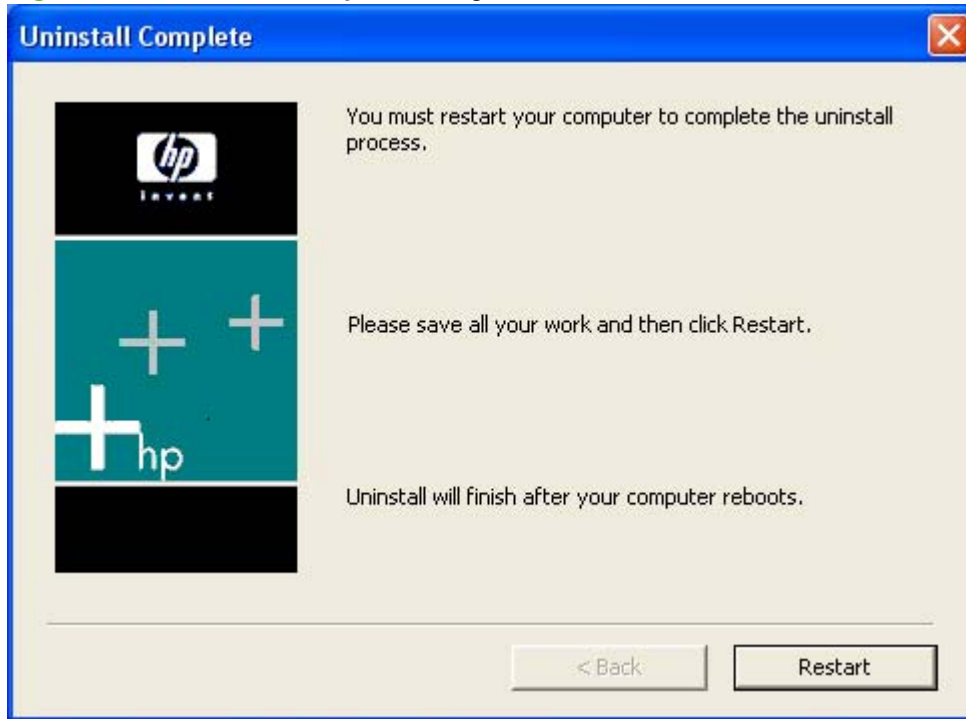 Uninstall Complete
hp
invent
You must restart your computer to complete the uninstall
process.
Please save all your work and then click Restart.
hp
Uninstall will finish after your computer reboots.
< Back
Restart